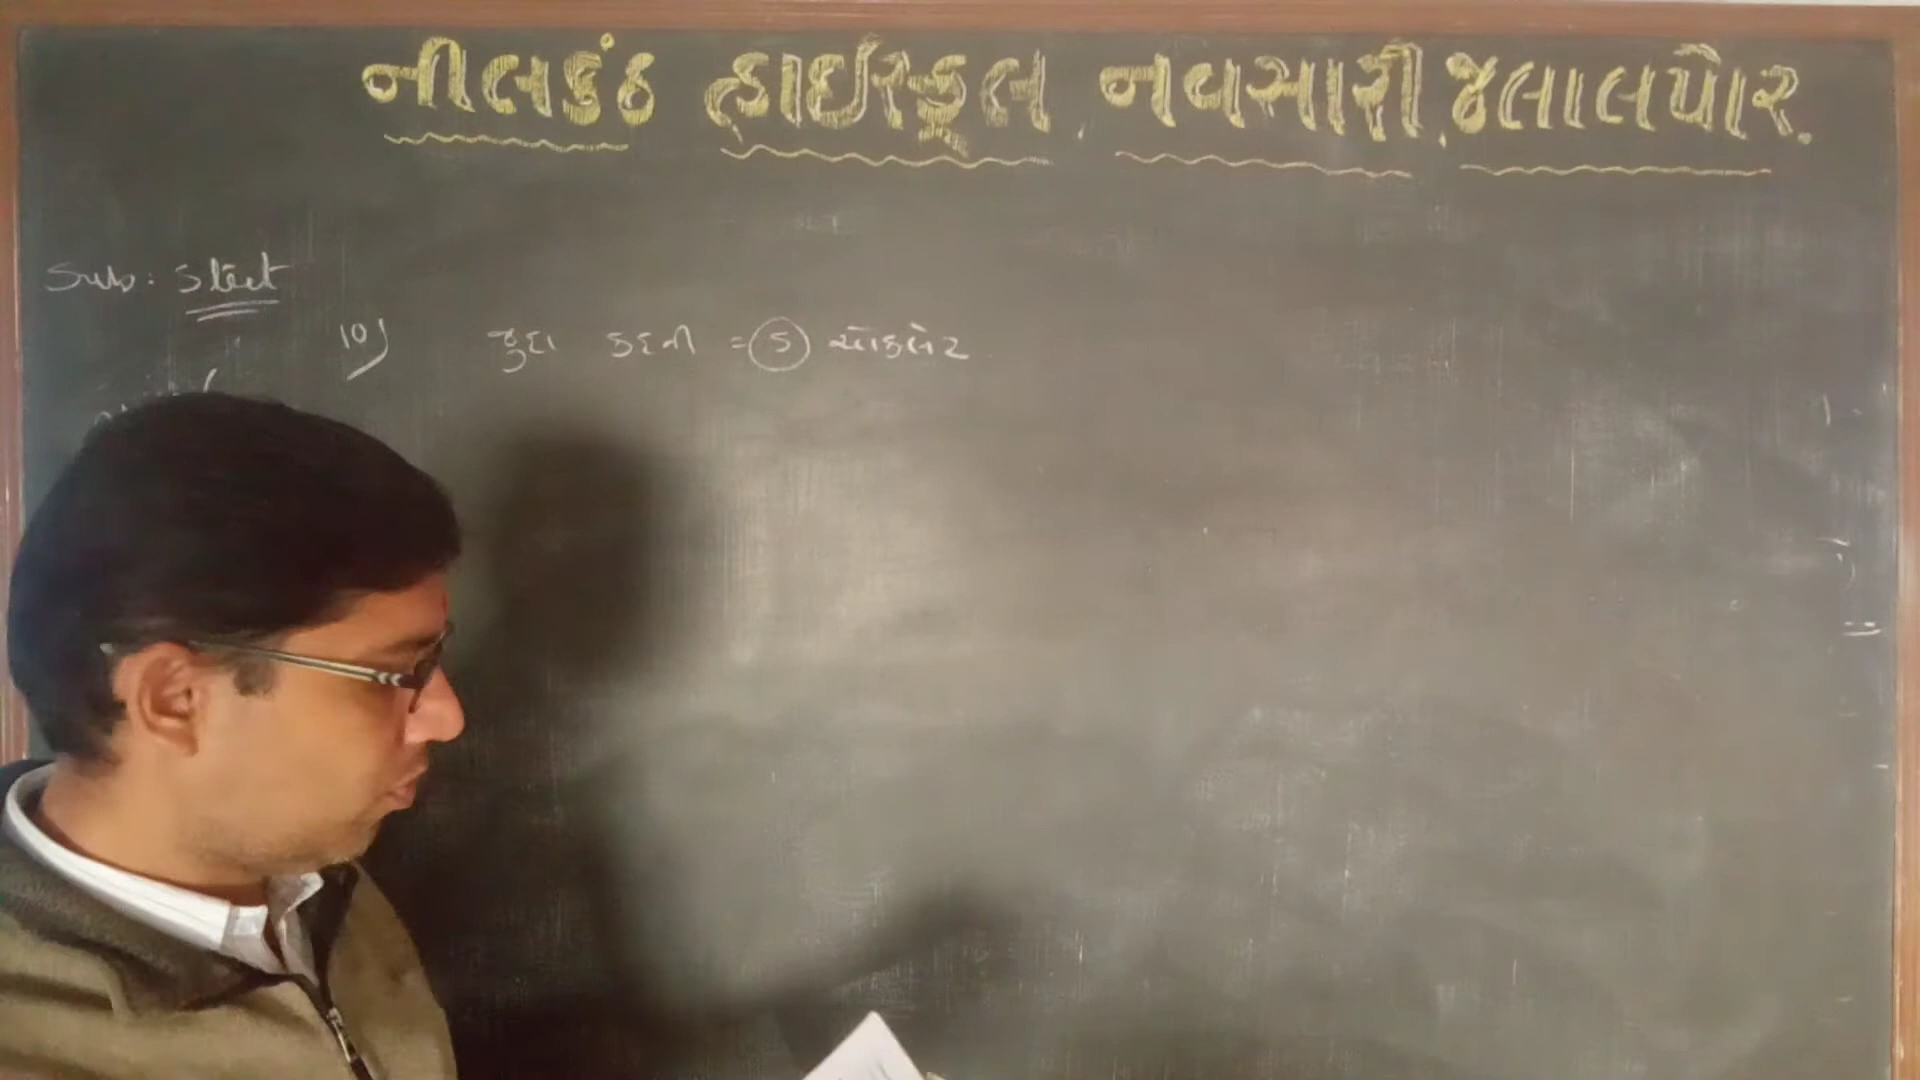 નીલકંઠ હાઈસ્કૂલ, નવસારી, જલાલપોર.
Sub: Stat
10) જુદા કદની = 5 ચોકલેટ